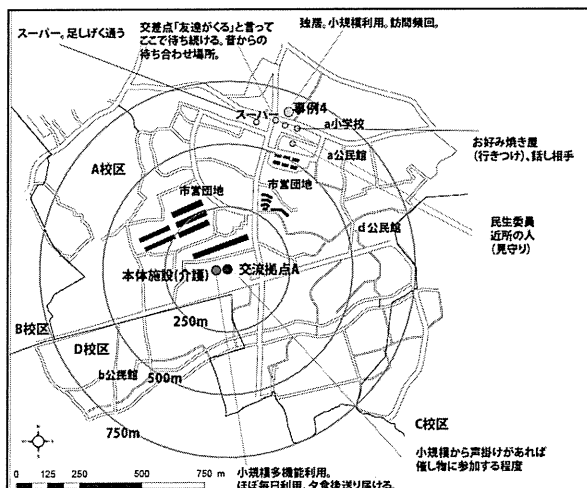 スーパー。足しげく通う
交差点「友達がくる」と言って
ここで待ち続ける。昔からの
待ち合わせ場所。
独居。小規模利用。訪問頻回。
事例4
スーパー
a小学校
a公民館
お好み焼き屋
(行きつけ)、話し相手
A校区
市営団地
市営団地
民生委員
近所の人
(見守り)
d公民館
本体施設(介護)
交流拠点A
250m
B校区
D校区
b公民館
500m
750m
C校区
小規模から声掛けがあれば
催し物に参加する程度
0 125 250 500 750 m
小規模多機能利用。
ほぼ毎日利用。夕食後送り届ける。